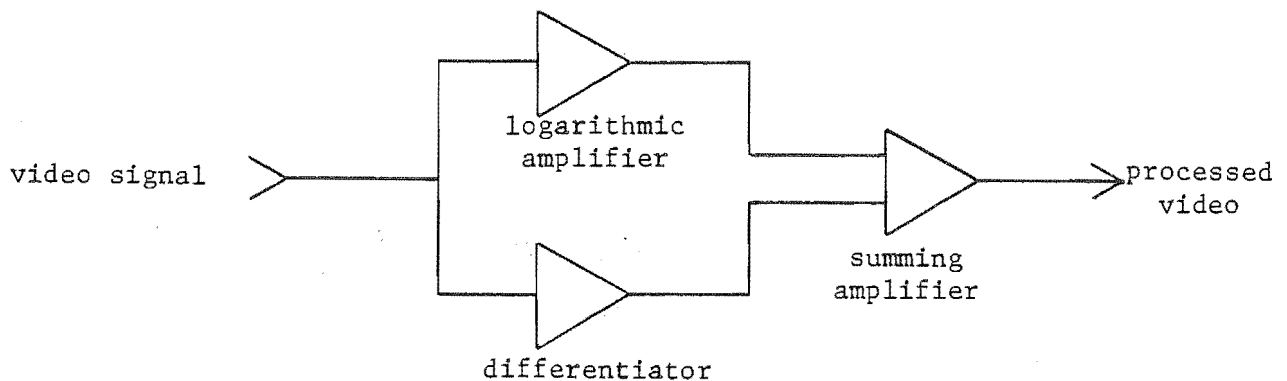 logarithmic
amplifier
video signal
processed
video
summing
amplifier
differentiator